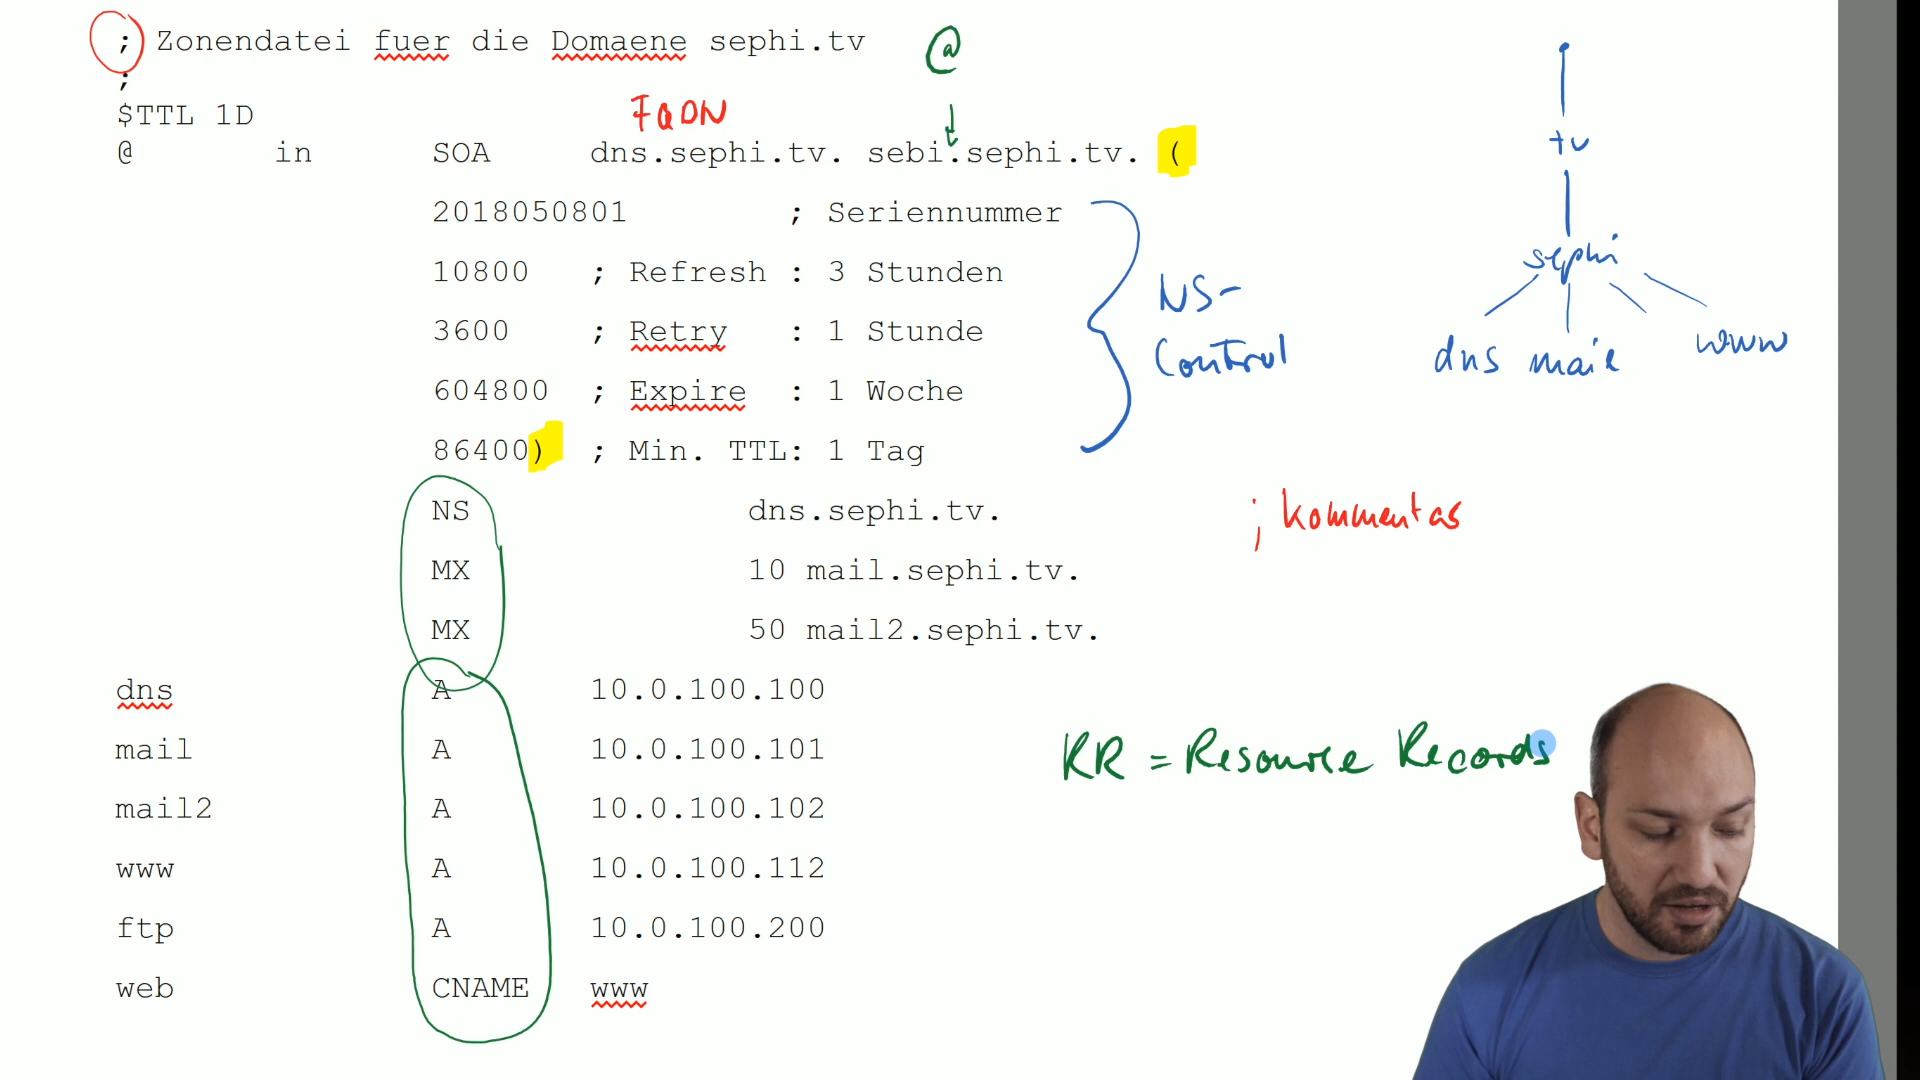 ; Zonendatei fuer die Domaene sephi.tv
@
;
$TTL 1D
FQDN
@ in SOA dns.sephi.tv. sebi.sephi.tv. (
2018050801 ; Seriennummer
10800 ; Refresh : 3 Stunden
3600 ; Retry : 1 Stunde
604800 ; Expire : 1 Woche
86400) ; Min. TTL: 1 Tag
NS-
Control
tv
sephi
dns mail www
NS dns.sephi.tv.
; Kommentar
MX 10 mail.sephi.tv.
MX 50 mail2.sephi.tv.
dns A 10.0.100.100
mail A 10.0.100.101
mail2 A 10.0.100.102
www A 10.0.100.112
ftp A 10.0.100.200
web CNAME www
RR = Resource Records